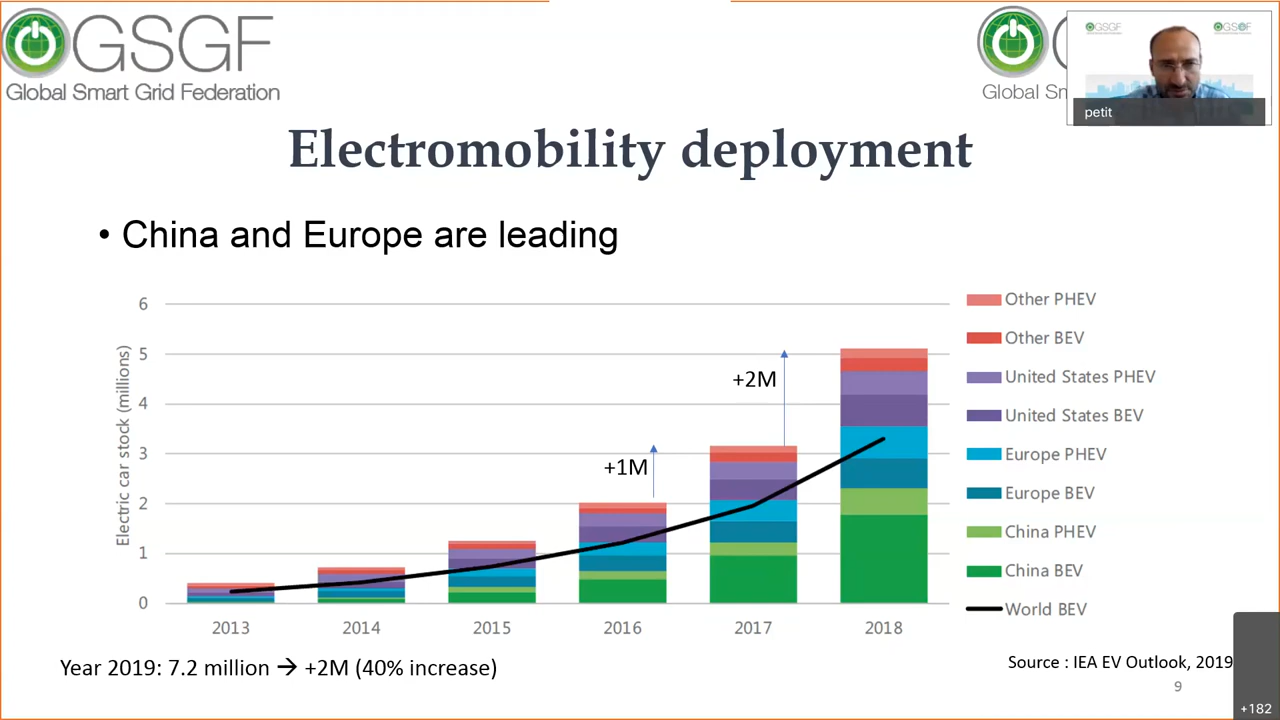 GSGF
Global Smart Grid Federation
Global Sm
GSGF
GSGF
petit
Electromobility deployment
• China and Europe are leading
Electric car stock (millions)
6
5
4
3
2
1
0
+1M
+2M
2013 2014 2015 2016 2017 2018
Other PHEV
Other BEV
United States PHEV
United States BEV
Europe PHEV
Europe BEV
China PHEV
China BEV
World BEV
Year 2019: 7.2 million → +2M (40% increase)
Source : IEA EV Outlook, 2019
9
+182